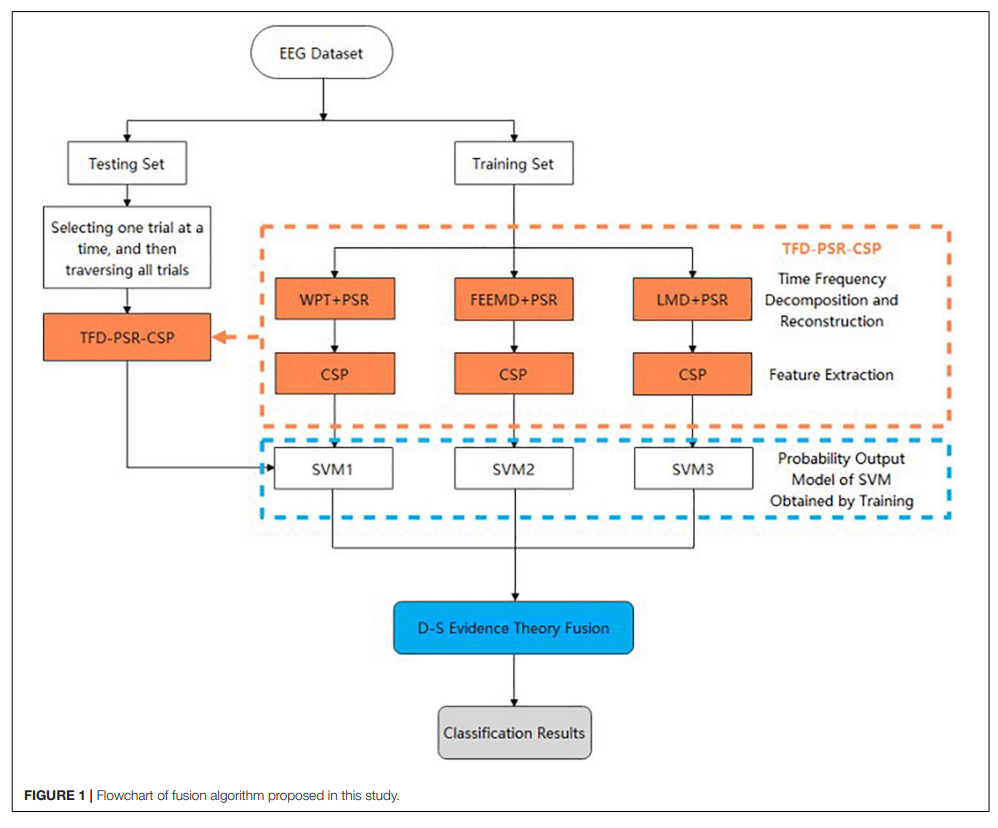 EEG Dataset
Testing Set
Training Set
Selecting one trial at a
time, and then
traversing all trials
TFD-PSR-CSP
TFD-PSR-CSP
Time Frequency
Decomposition and
Reconstruction
WPT+PSR
FEEMD+PSR
LMD+PSR
CSP
CSP
CSP
Feature Extraction
SVM1
SVM2
SVM3
Probability Output
Model of SVM
Obtained by Training
D-S Evidence Theory Fusion
Classification Results
FIGURE 1 | Flowchart of fusion algorithm proposed in this study.